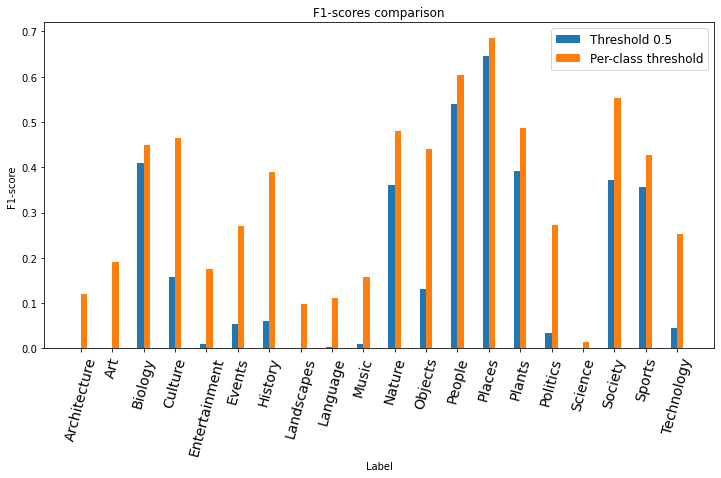 F1-scores comparison
Threshold 0.5
Per-class threshold
F1-score
0.7
0.6
0.5
0.4
0.3
0.2
0.1
0.0
Architecture
Art
Biology
Culture
Entertainment
Events
History
Landscapes
Language
Music
Nature
Objects
People
Places
Plants
Politics
Science
Society
Sports
Technology
Label